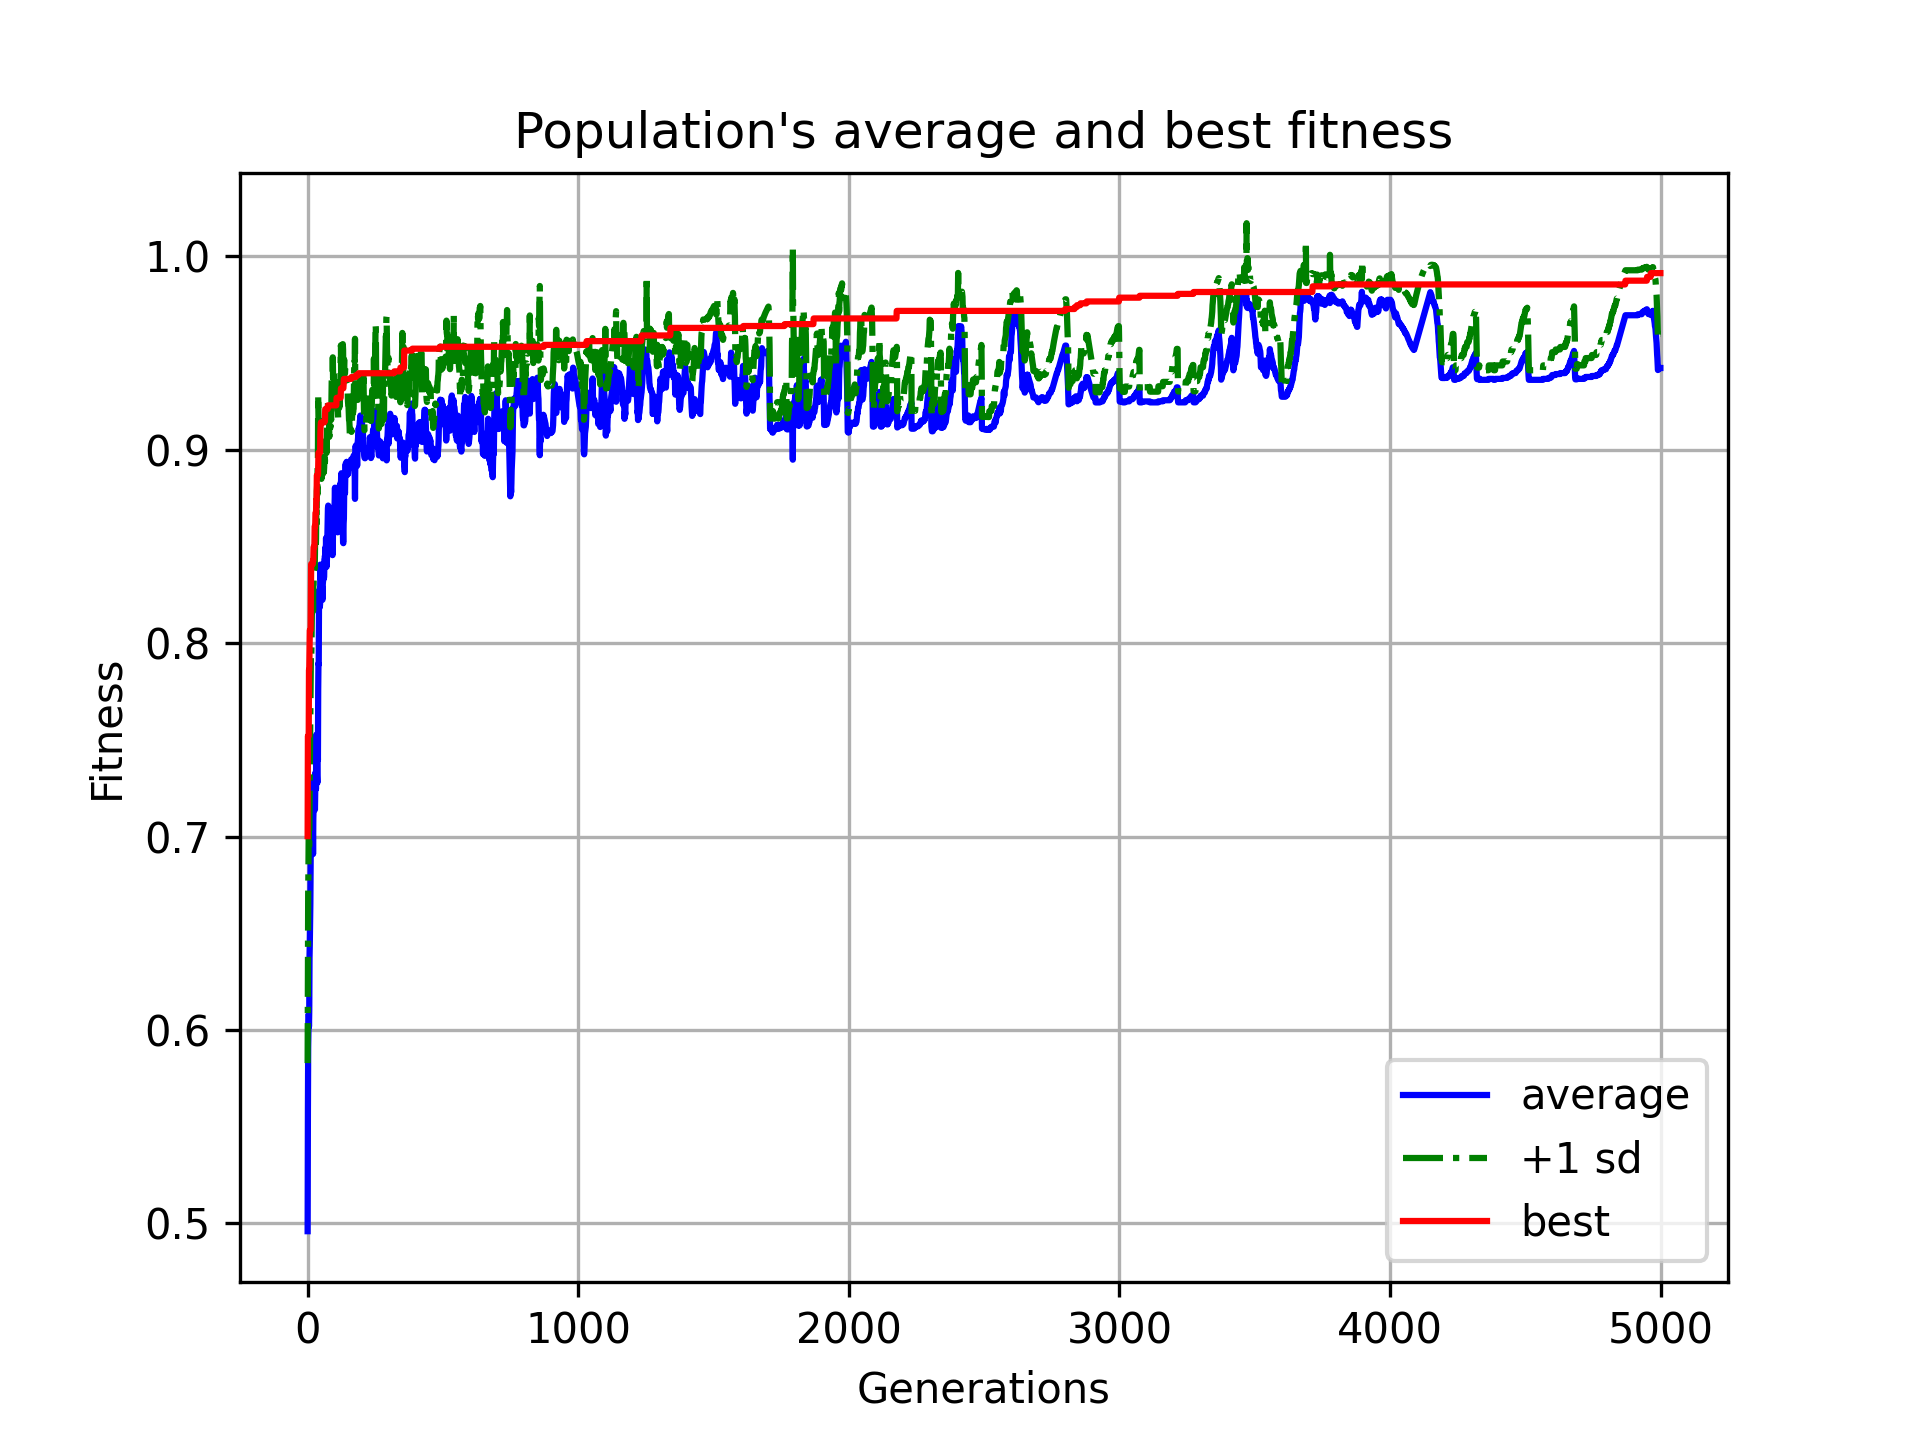 Population's average and best fitness
Fitness
1.0
0.9
0.8
0.7
0.6
0.5
0 1000 2000 3000 4000 5000
Generations
average
+1 sd
best